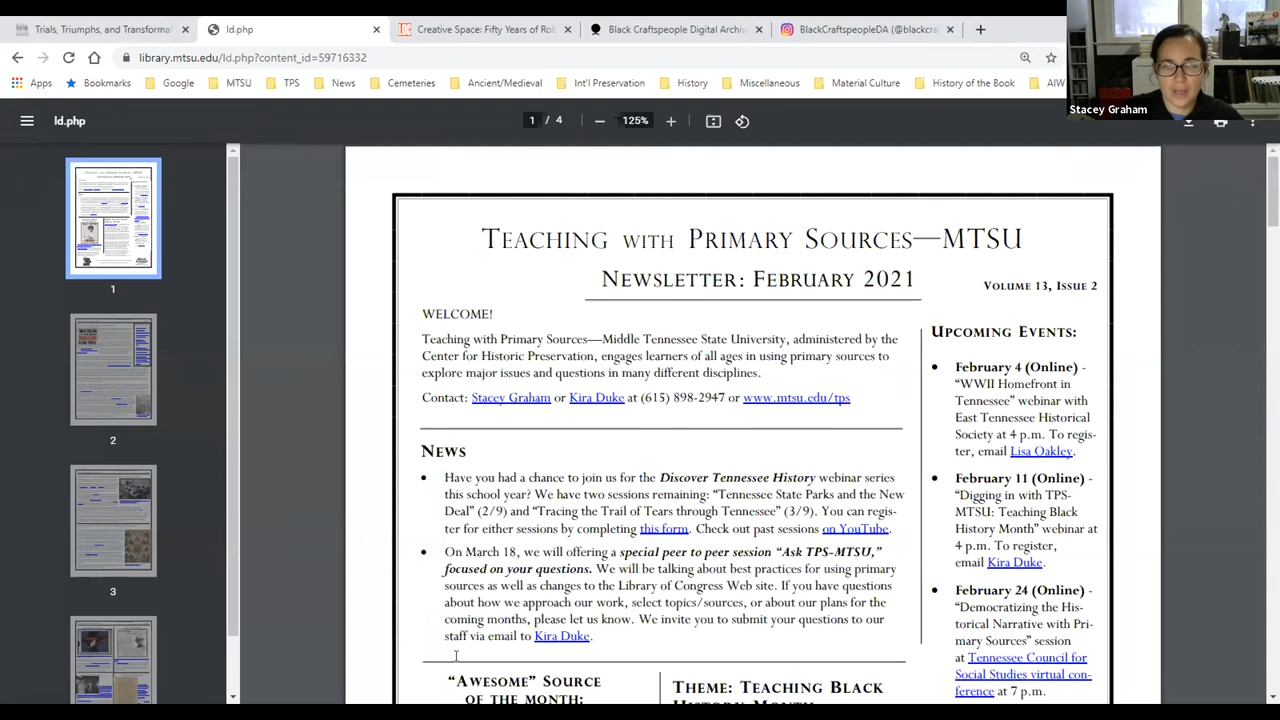 Trials, Triumphs, and Transformat
ld.php
Creative Space: Fifty Years of Rob
Black Craftspeople Digital Archiv
BlackCraftspeopleDA (@blackcraf
library.mtsu.edu/ld.php?content_id=59716332
Apps
Google
MTSU
TPS
News
Cemeteries
Ancient/Medieval
Int'l Preservation
History
Miscellaneous
Material Culture
History of the Book
AIW
Stacey Graham
ld.php
1 / 4
125%
1
2
3
TEACHING WITH PRIMARY SOURCES—MTSU
NEWSLETTER: FEBRUARY 2021
VOLUME 13, ISSUE 2
WELCOME!
Teaching with Primary Sources—Middle Tennessee State University, administered by the
Center for Historic Preservation, engages learners of all ages in using primary sources to
explore major issues and questions in many different disciplines.
Contact: Stacey Graham or Kira Duke at (615) 898-2947 or www.mtsu.edu/tps
NEWS
• Have you had a chance to join us for the Discover Tennessee History webinar series
this school year? We have two sessions remaining: “Tennessee State Parks and the New
Deal” (2/9) and “Tracing the Trail of Tears through Tennessee” (3/9). You can regis-
ter for either sessions by completing this form. Check out past sessions on YouTube.
• On March 18, we will offering a special peer to peer session “Ask TPS-MTSU,”
focused on your questions. We will be talking about best practices for using primary
sources as well as changes to the Library of Congress Web site. If you have questions
about how we approach our work, select topics/sources, or about our plans for the
coming months, please let us know. We invite you to submit your questions to our
staff via email to Kira Duke.
“AWESOME” SOURCE
OF THE MONTH:
THEME: TEACHING BLACK
HISTORY MONTH
UPCOMING EVENTS:
• February 4 (Online) -
“WWII Homefront in
Tennessee” webinar with
East Tennessee Historical
Society at 4 p.m. To regis-
ter, email Lisa Oakley.
• February 11 (Online) -
“Digging in with TPS-
MTSU: Teaching Black
History Month” webinar at
4 p.m. To register,
email Kira Duke.
• February 24 (Online) -
“Democratizing the His-
torical Narrative with Pri-
mary Sources” session
at Tennessee Council for
Social Studies virtual con-
ference at 7 p.m.